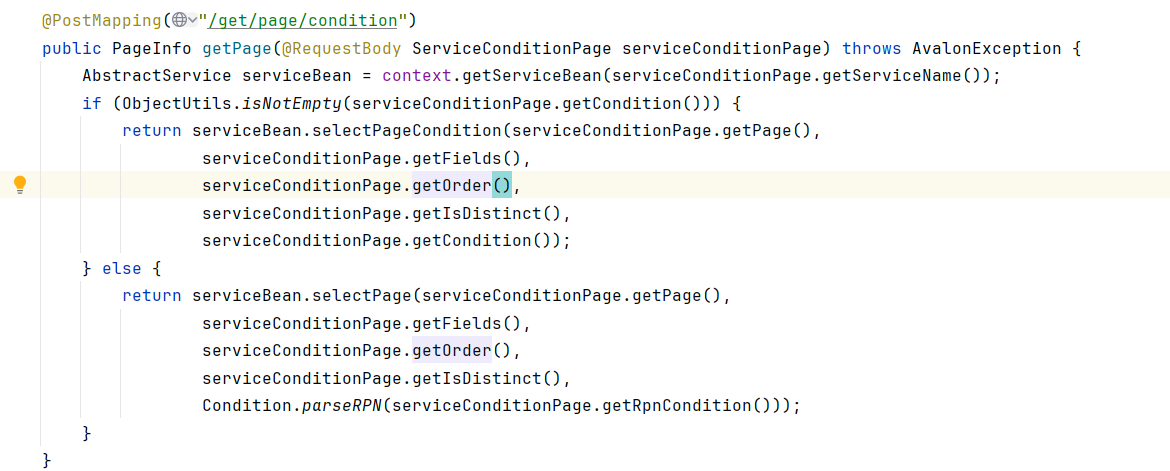 @PostMapping("/get/page/condition")
public PageInfo getPage(@RequestBody ServiceConditionPage serviceConditionPage) throws AvalonException {
    AbstractService serviceBean = context.getServiceBean(serviceConditionPage.getServiceName());
    if (ObjectUtils.isNotEmpty(serviceConditionPage.getCondition())) {
        return serviceBean.selectPageCondition(serviceConditionPage.getPage(),
                serviceConditionPage.getFields(),
                serviceConditionPage.getOrder(),
                serviceConditionPage.getIsDistinct(),
                serviceConditionPage.getCondition());
    } else {
        return serviceBean.selectPage(serviceConditionPage.getPage(),
                serviceConditionPage.getFields(),
                serviceConditionPage.getOrder(),
                serviceConditionPage.getIsDistinct(),
                Condition.parseRPN(serviceConditionPage.getRpnCondition()));
    }
}